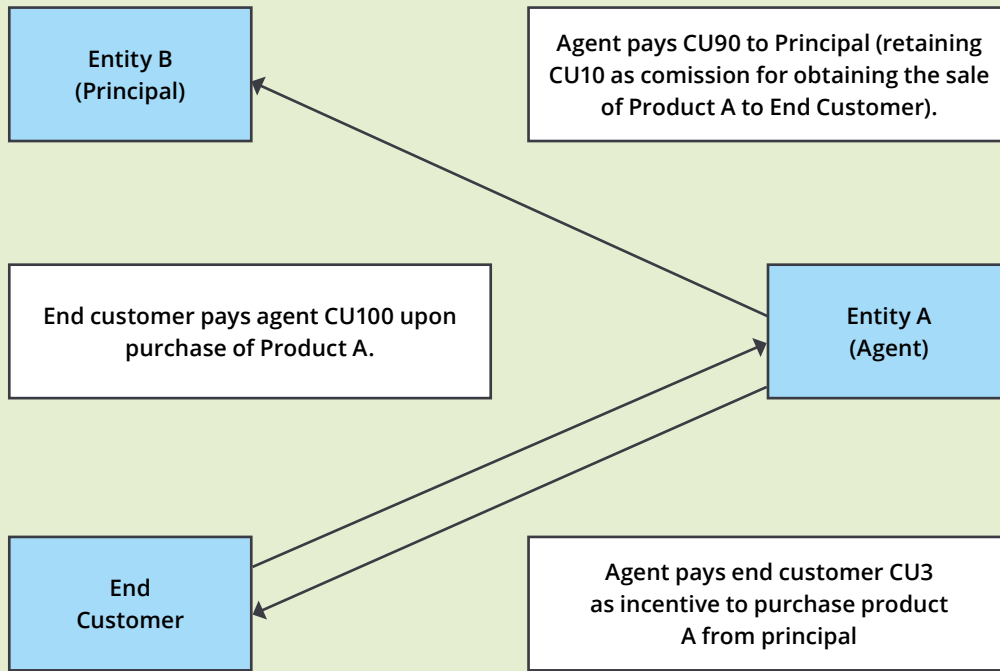 Entity B
(Principal)
Agent pays CU90 to Principal (retaining
CU10 as comission for obtaining the sale
of Product A to End Customer).
End customer pays agent CU100 upon
purchase of Product A.
Entity A
(Agent)
End
Customer
Agent pays end customer CU3
as incentive to purchase product
A from principal